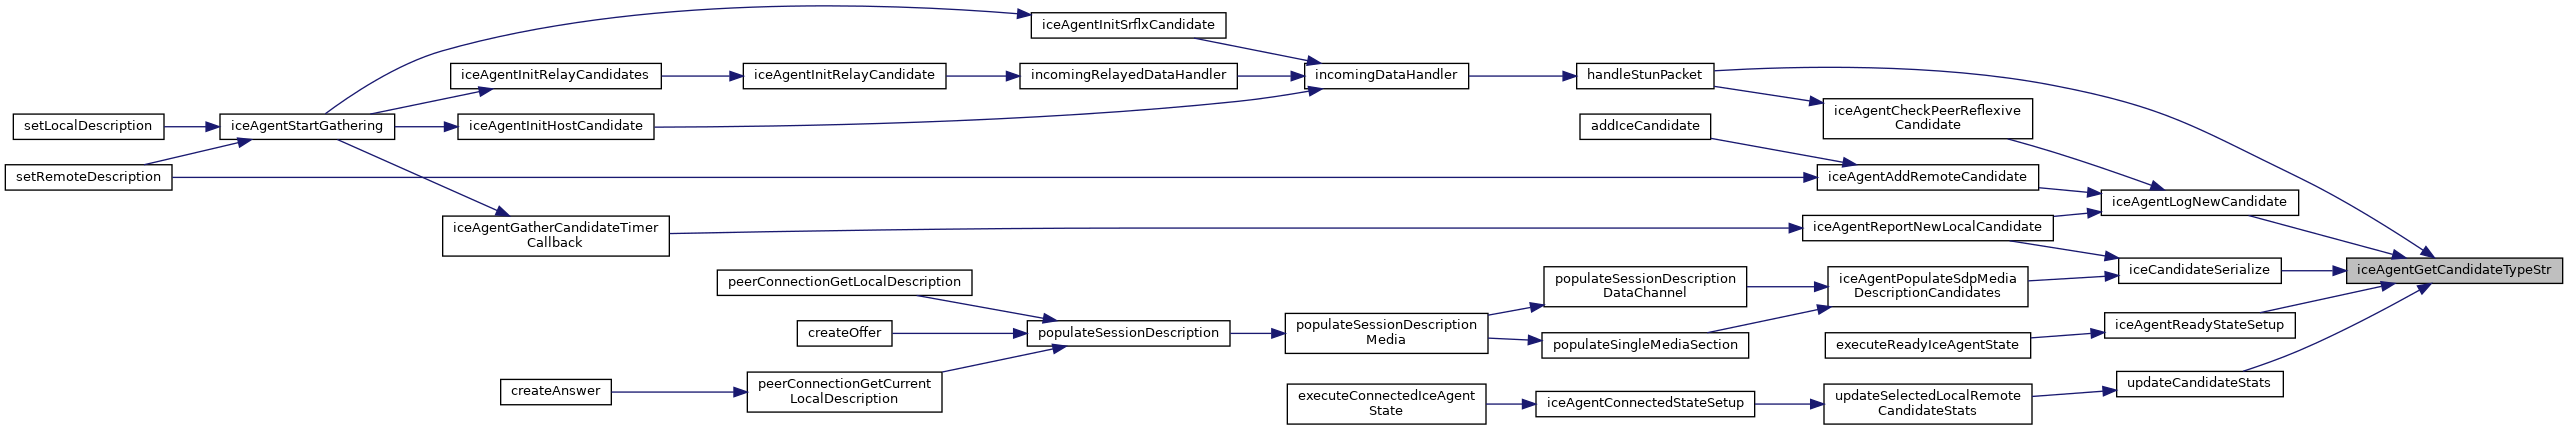 iceAgentInitSrflxCandidate
iceAgentInitRelayCandidates
iceAgentInitRelayCandidate
incomingRelayedDataHandler
incomingDataHandler
handleStunPacket
iceAgentCheckPeerReflexive
Candidate
setLocalDescription
iceAgentStartGathering
iceAgentInitHostCandidate
addIceCandidate
setRemoteDescription
iceAgentAddRemoteCandidate
iceAgentLogNewCandidate
iceAgentGatherCandidateTimer
Callback
iceAgentReportNewLocalCandidate
iceCandidateSerialize
iceAgentGetCandidateTypeStr
peerConnectionGetLocalDescription
populateSessionDescription
DataChannel
iceAgentPopulateSdpMedia
DescriptionCandidates
createOffer
populateSessionDescription
populateSessionDescription
Media
populateSingleMediaSection
executeReadyIceAgentState
iceAgentReadyStateSetup
createAnswer
peerConnectionGetCurrent
LocalDescription
executeConnectedIceAgent
State
iceAgentConnectedStateSetup
updateSelectedLocalRemote
CandidateStats
updateCandidateStats